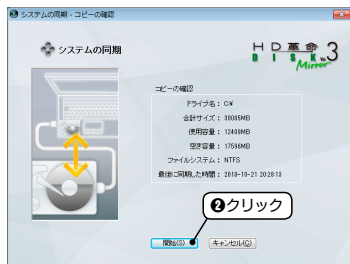 システムの同期 - コピーの確認
システムの同期
HD革命
DISK Mirror Ver.3
コピーの確認
ドライブ名： C¥
合計サイズ： 30005MB
使用容量： 12409MB
空き容量： 17596MB
ファイルシステム： NTFS
最後に同期した時間： 2010-10-21 20:28:13
❷クリック
開始(S)
キャンセル(C)